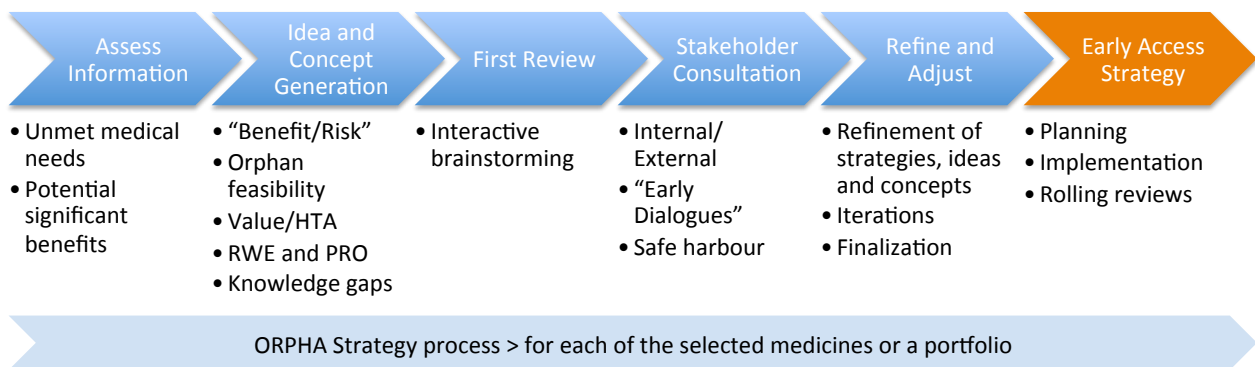 Assess
Information
Idea and
Concept
Generation
First Review
Stakeholder
Consultation
Refine and
Adjust
Early Access
Strategy
• Unmet medical
needs
• Potential
significant
benefits
• “Benefit/Risk”
• Orphan
feasibility
• Value/HTA
• RWE and PRO
• Knowledge gaps
• Interactive
brainstorming
• Internal/
External
• “Early
Dialogues”
• Safe harbour
• Refinement of
strategies, ideas
and concepts
• Iterations
• Finalization
• Planning
• Implementation
• Rolling reviews
ORPHA Strategy process > for each of the selected medicines or a portfolio